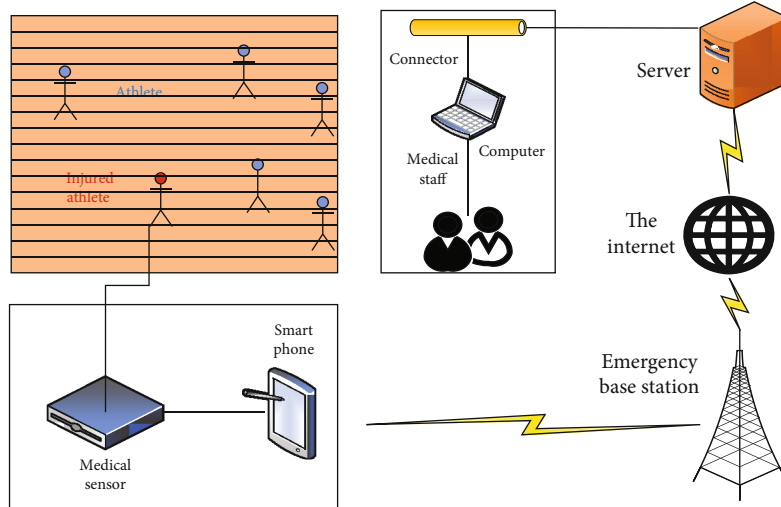 Athlete
Injured
athlete
Connector
Computer
Medical
staff
Server
The
internet
Smart
phone
Medical
sensor
Emergency
base station